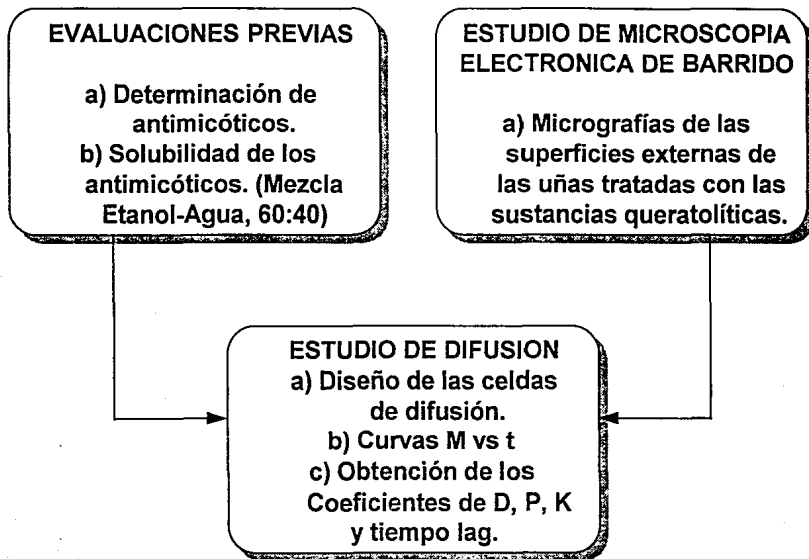 EVALUACIONES PREVIAS
a) Determinación de
antimicóticos.
b) Solubilidad de los
antimicóticos. (Mezcla
Etanol-Agua, 60:40)
ESTUDIO DE MICROSCOPIA
ELECTRONICA DE BARRIDO
a) Micrografías de las
superficies externas de
las uñas tratadas con las
sustancias queratolíticas.
ESTUDIO DE DIFUSION
a) Diseño de las celdas
de difusión.
b) Curvas M vs t
c) Obtención de los
Coeficientes de D, P, K
y tiempo lag.